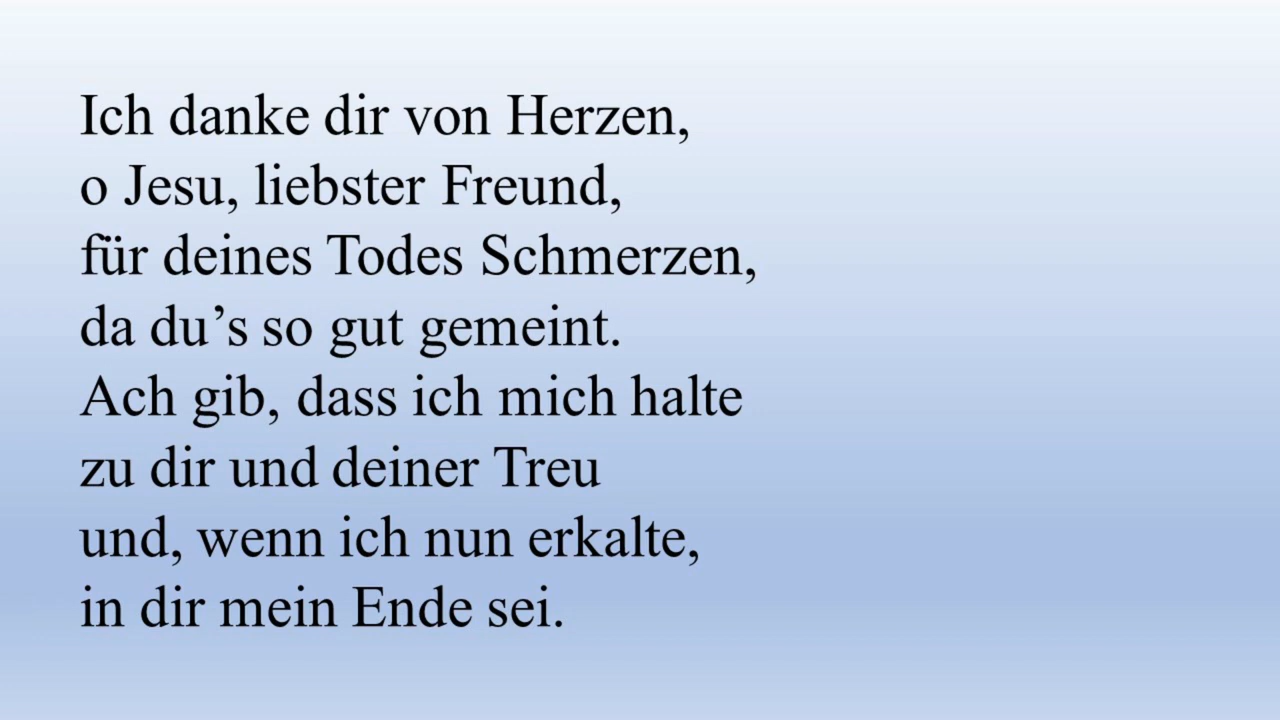 Ich danke dir von Herzen,
o Jesu, liebster Freund,
für deines Todes Schmerzen,
da du’s so gut gemeint.
Ach gib, dass ich mich halte
zu dir und deiner Treu
und, wenn ich nun erkalte,
in dir mein Ende sei.